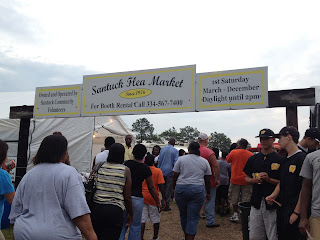 Owned and Operated by
Santuck Community
Volunteers
Santuck Flea Market
Since 1976
For Booth Rental Call 334-567-7400
1st Saturday
March - December
Daylight until 2pm